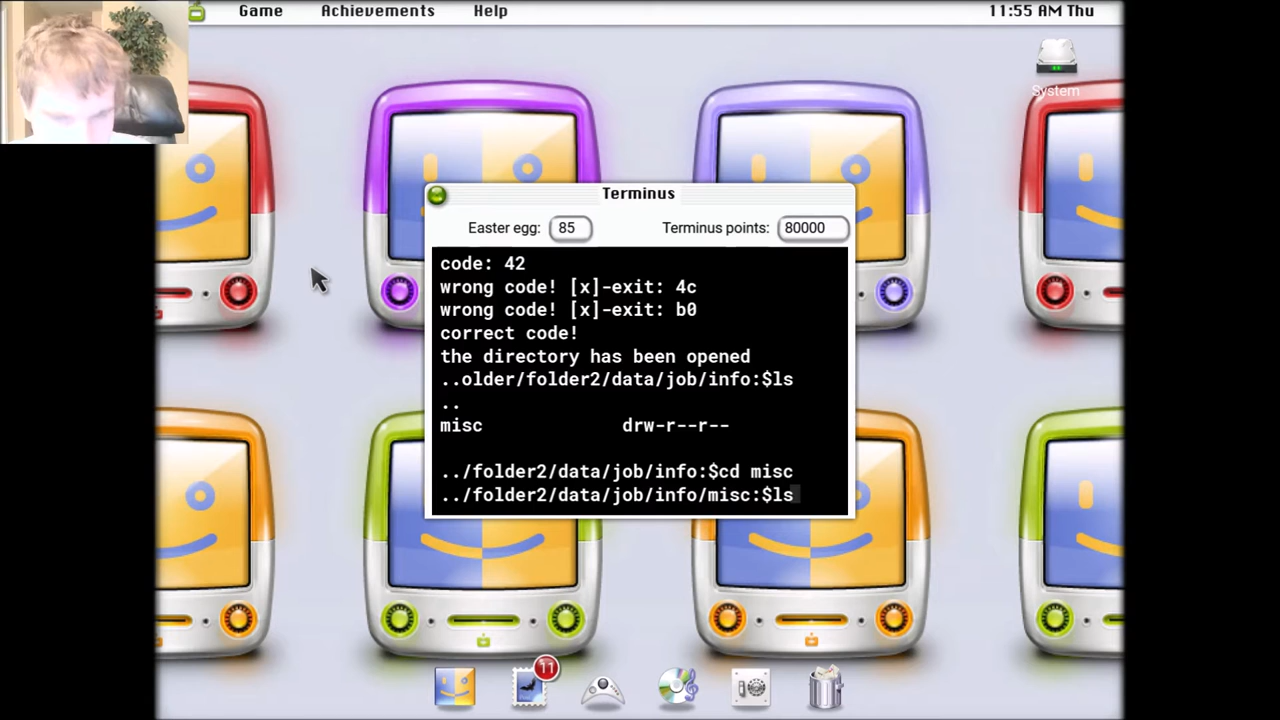 Game Achievements Help 11:55 AM Thu
System
Terminus
Easter egg: 85 Terminus points: 80000
code: 42
wrong code! [x]-exit: 4c
wrong code! [x]-exit: b0
correct code!
the directory has been opened
..older/folder2/data/job/info:$ls
..
misc drw-r--r--
../folder2/data/job/info:$cd misc
../folder2/data/job/info/misc:$ls
11